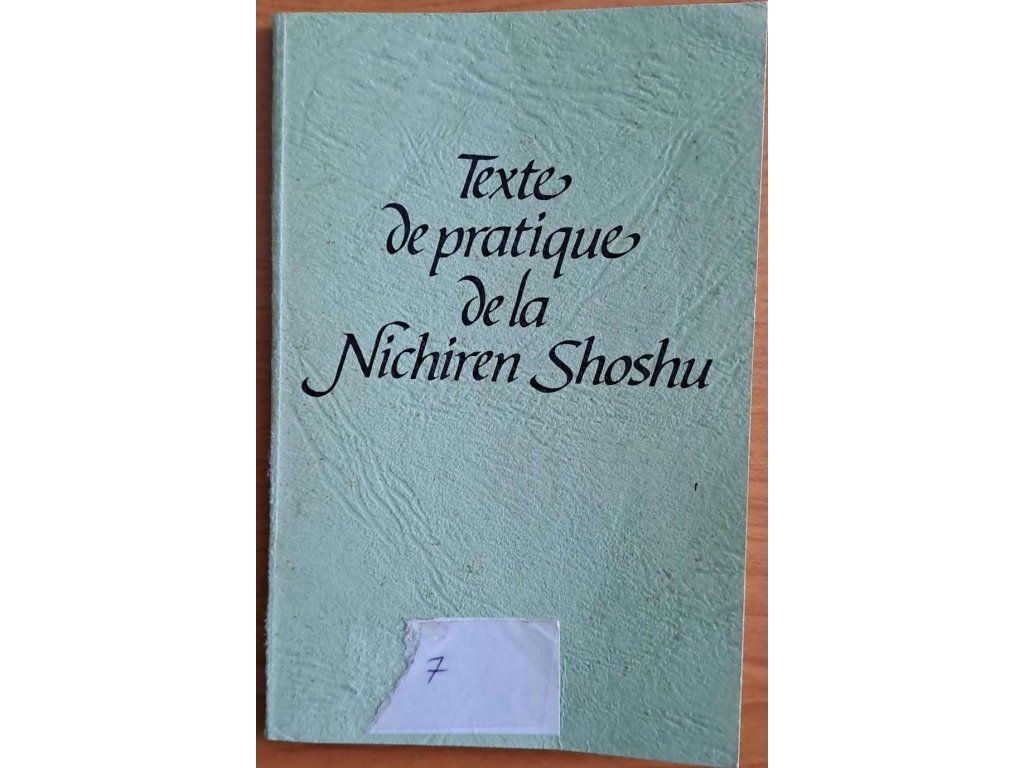 Texte
de pratique
de la
Nichiren Shoshu
7